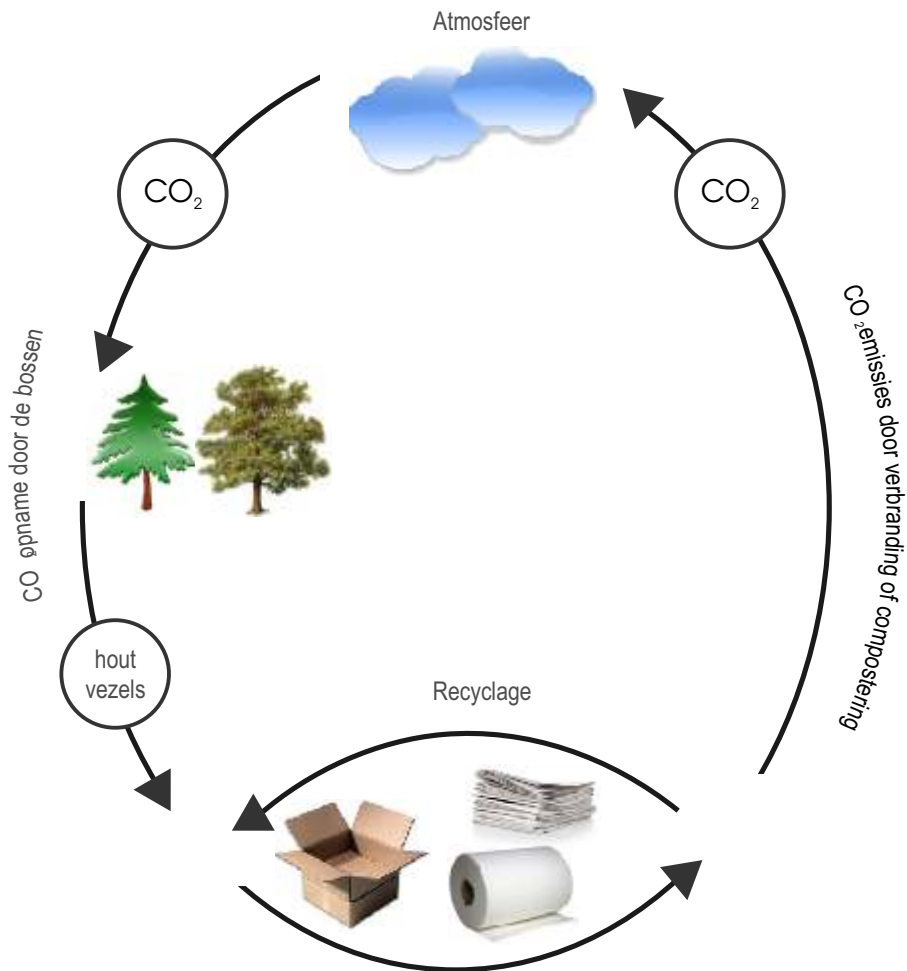 Atmosfeer
CO₂
CO₂
CO₂ opname door de bossen
CO₂ emissies door verbranding of compostering
hout
vezels
Recyclage